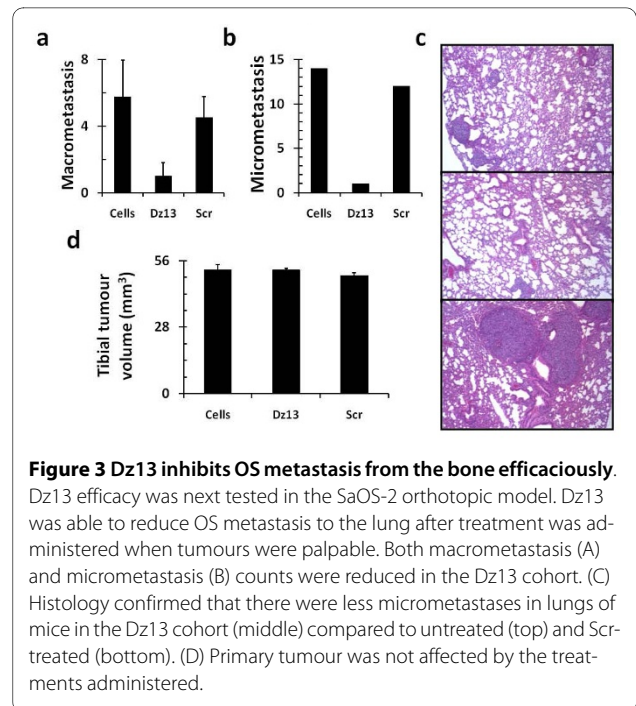 a
b
c
Macrometastasis
8
4
0
Cells Dz13 Scr
Micrometastasis
15
10
5
0
Cells Dz13 Scr
d
Tibial tumour
volume (mm³)
56
28
0
Cells Dz13 Scr
Figure 3 Dz13 inhibits OS metastasis from the bone efficaciously.
Dz13 efficacy was next tested in the SaOS-2 orthotopic model. Dz13
was able to reduce OS metastasis to the lung after treatment was ad-
ministered when tumours were palpable. Both macrometastasis (A)
and micrometastasis (B) counts were reduced in the Dz13 cohort. (C)
Histology confirmed that there were less micrometastases in lungs of
mice in the Dz13 cohort (middle) compared to untreated (top) and Scr-
treated (bottom). (D) Primary tumour was not affected by the treat-
ments administered.